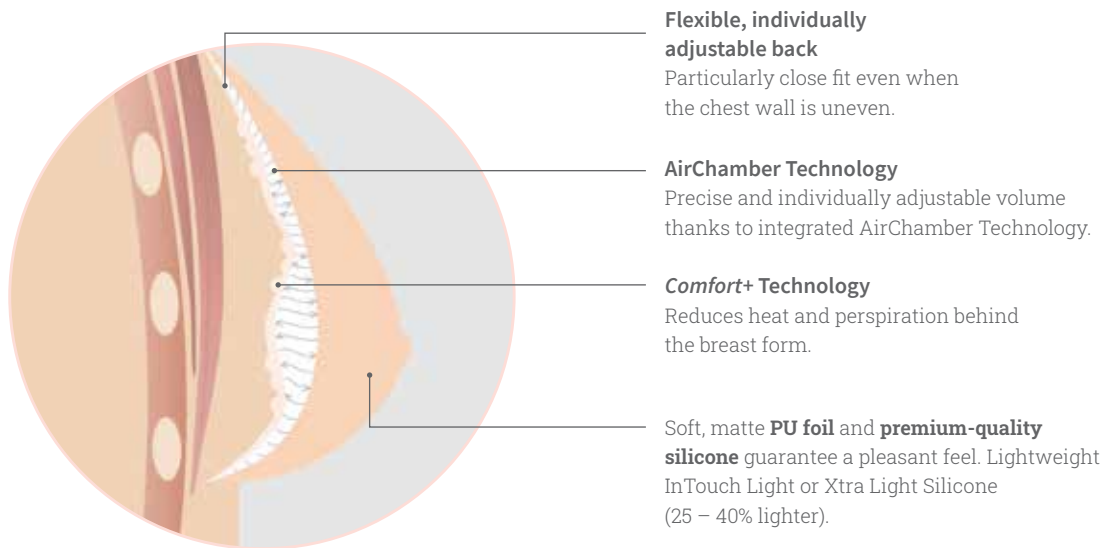 Flexible, individually
adjustable back
Particularly close fit even when
the chest wall is uneven.
AirChamber Technology
Precise and individually adjustable volume
thanks to integrated AirChamber Technology.
Comfort+ Technology
Reduces heat and perspiration behind
the breast form.
Soft, matte PU foil and premium-quality
silicone guarantee a pleasant feel. Lightweight
InTouch Light or Xtra Light Silicone
(25 – 40% lighter).